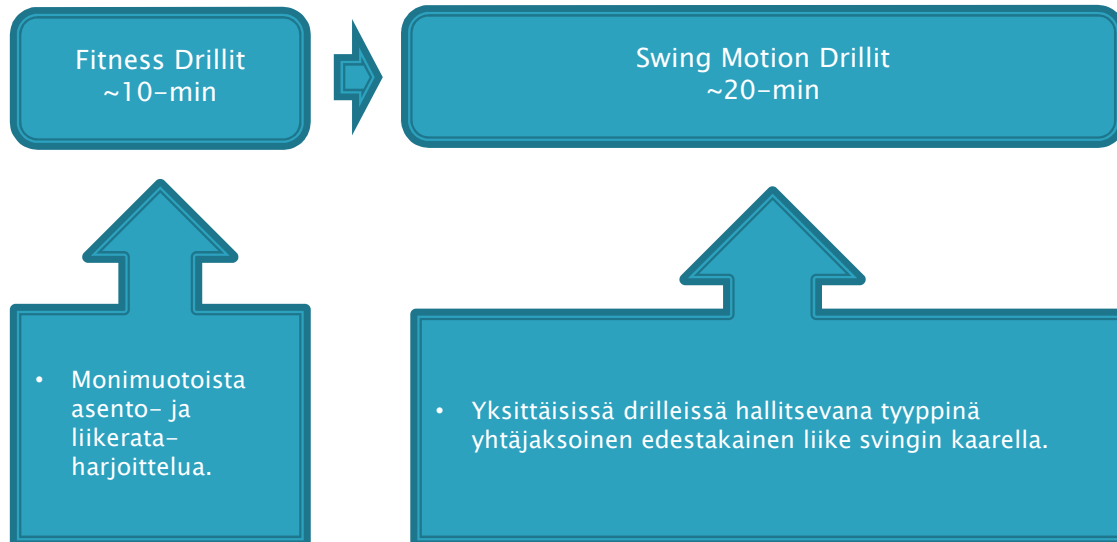 Fitness Drillit
~10-min
Swing Motion Drillit
~20-min
• Monimuotoista
asento- ja
liikerata-
harjoittelua.
• Yksittäisissä drilleissä hallitsevana tyyppinä
yhtäjaksoinen edestakainen liike svingin kaarella.